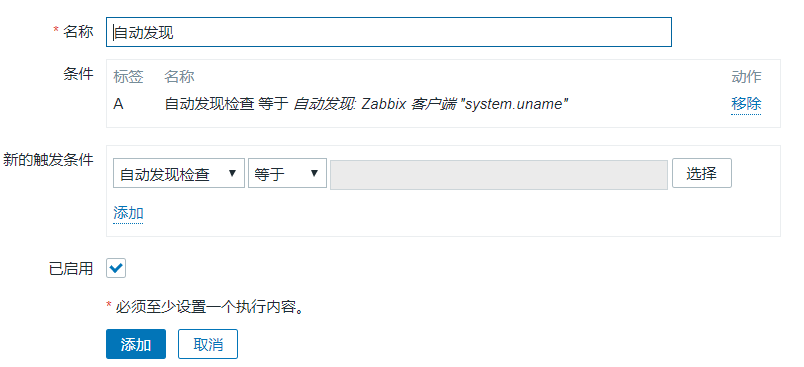 * 名称 自动发现
条件 标签 名称 动作
A 自动发现检查 等于 自动发现: Zabbix 客户端 "system.uname" 移除
新的触发条件 自动发现检查 等于 选择
添加
已启用
* 必须至少设置一个执行内容。
添加 取消